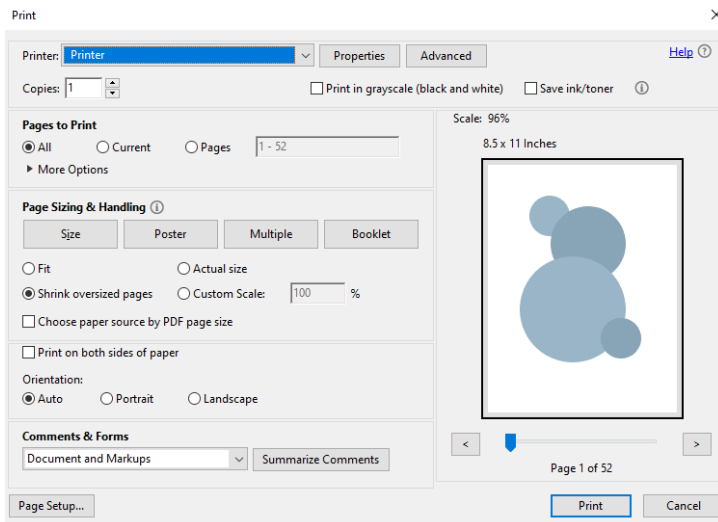 Print
Printer: Printer Properties Advanced Help ?
Copies: 1 Print in grayscale (black and white) Save ink/toner i
Pages to Print
All Current Pages 1 - 52
More Options
Scale: 96%
8.5 x 11 Inches
Page Sizing & Handling i
Size Poster Multiple Booklet
Fit Actual size
Shrink oversized pages Custom Scale: 100 %
Choose paper source by PDF page size
Print on both sides of paper
Orientation:
Auto Portrait Landscape
Comments & Forms
Document and Markups Summarize Comments
< >
Page 1 of 52
Page Setup... Print Cancel